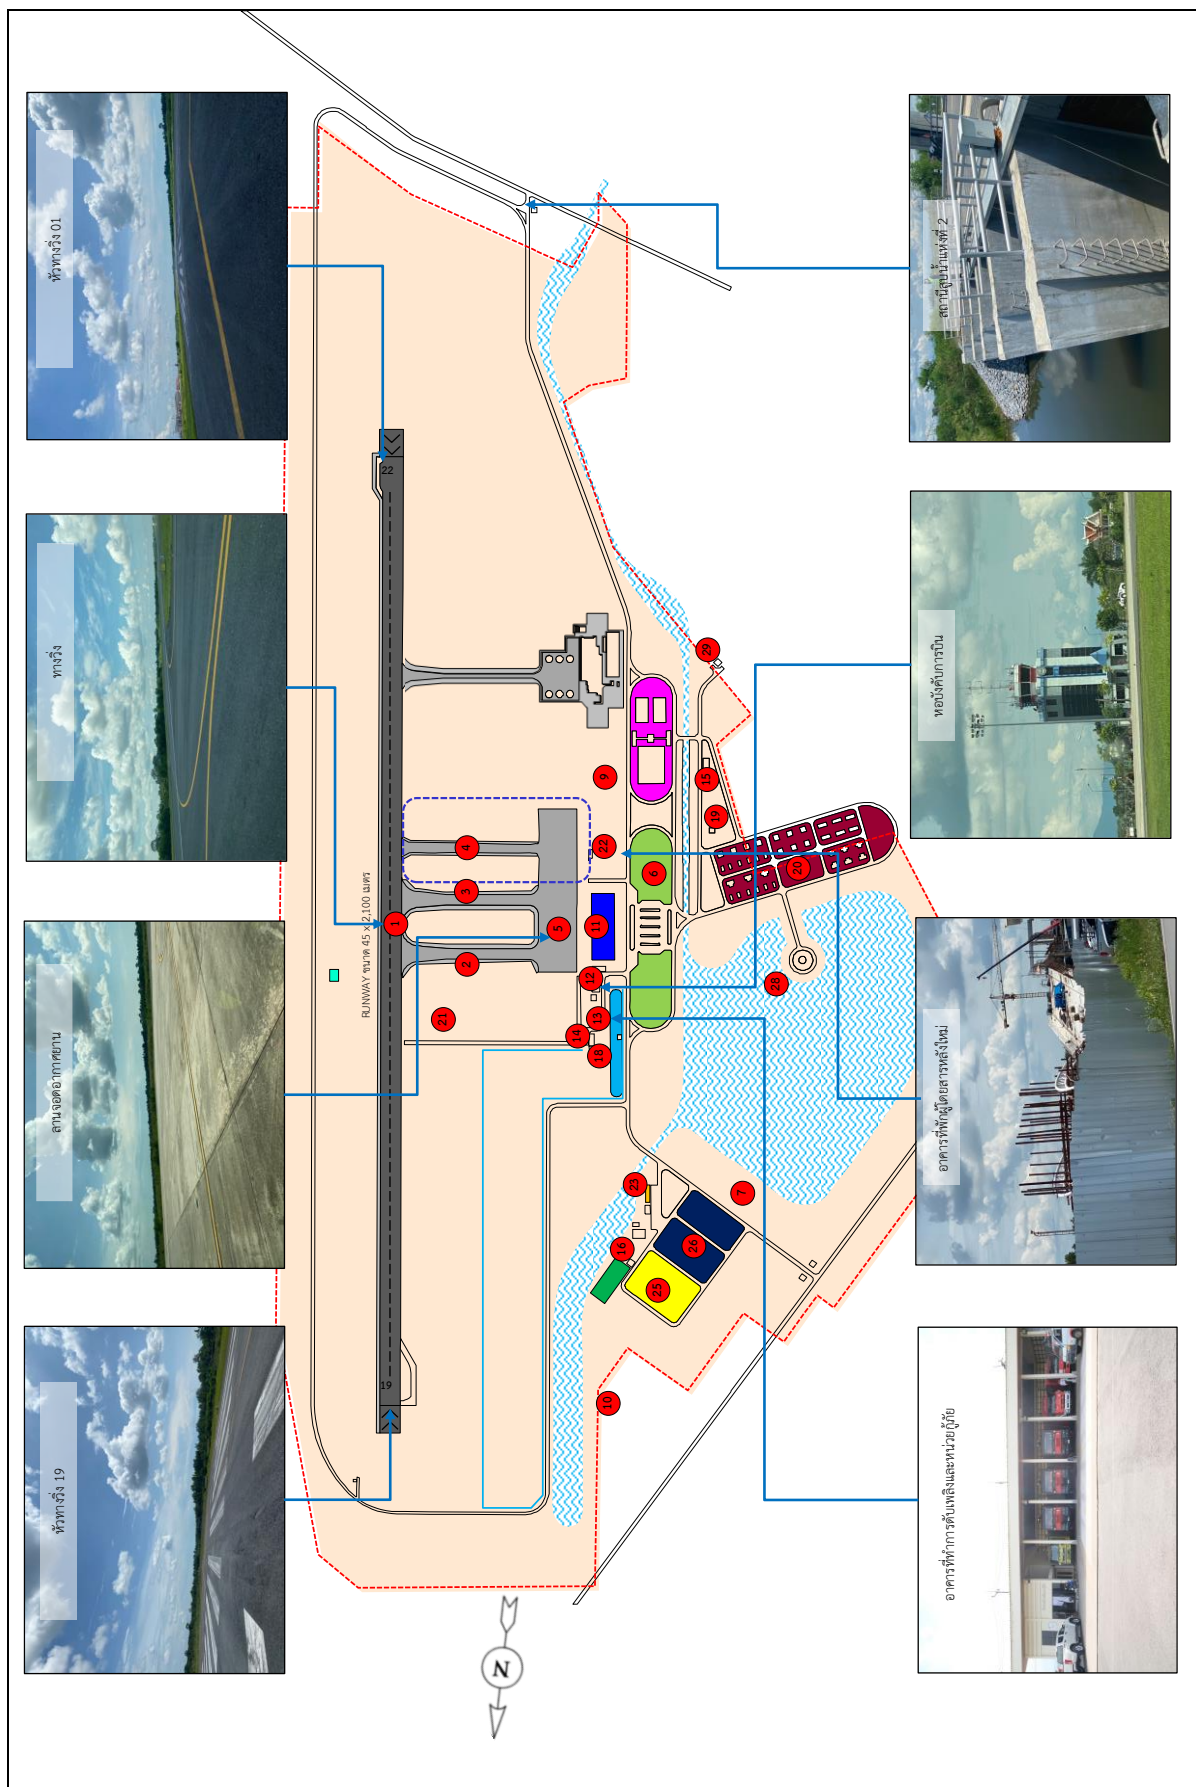 หัวทางวิ่ง 19
ลานจอดอากาศยาน
ทางวิ่ง
หัวทางวิ่ง 01
RUNWAY ขนาด 45 x 2,100 เมตร
19
22
1
2
3
4
5
21
14
18
13
12
11
22
9
6
10
16
23
25
26
7
28
20
19
15
29
N
อาคารที่ทำการดับเพลิงและหน่วยกู้ภัย
อาคารที่พักผู้โดยสารหลังใหม่
หอบังคับการบิน
สถานีสูบน้ำแห่งที่ 2